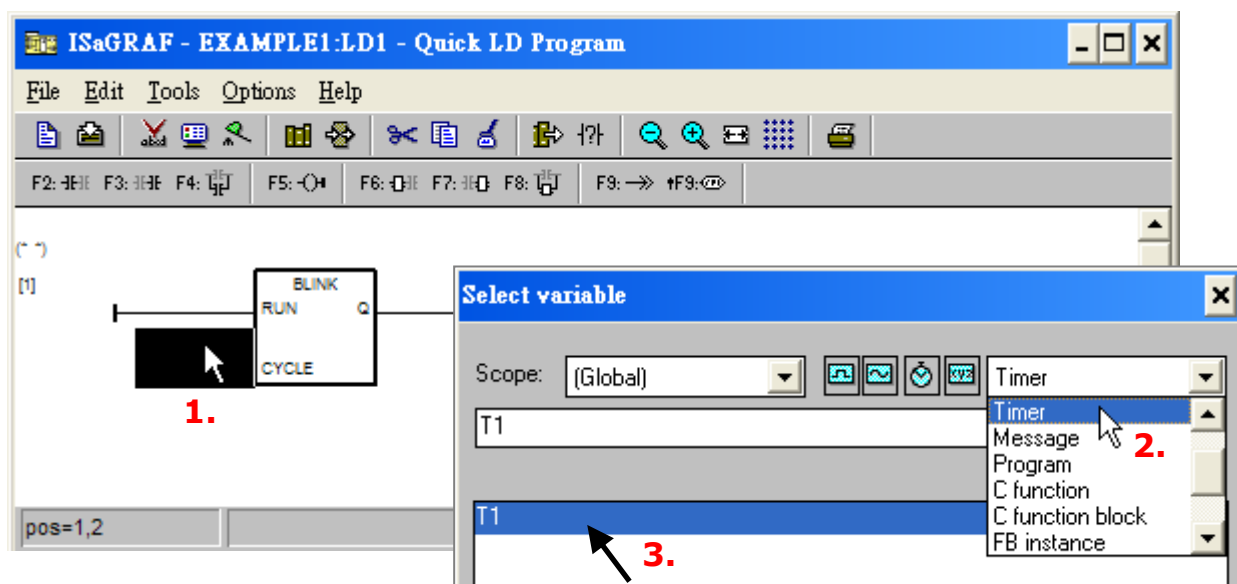 ISaGRAF - EXAMPLE1:LD1 - Quick LD Program
File Edit Tools Options Help
F2: F3: F4: F5: F6: F7: F8: F9: F9:
(* *)
[1]
BLINK
RUN Q
CYCLE
1.
pos=1,2
Select variable
Scope: (Global) xyz Timer
T1
Timer
Message
Program
C function
C function block
FB instance
2.
T1
3.